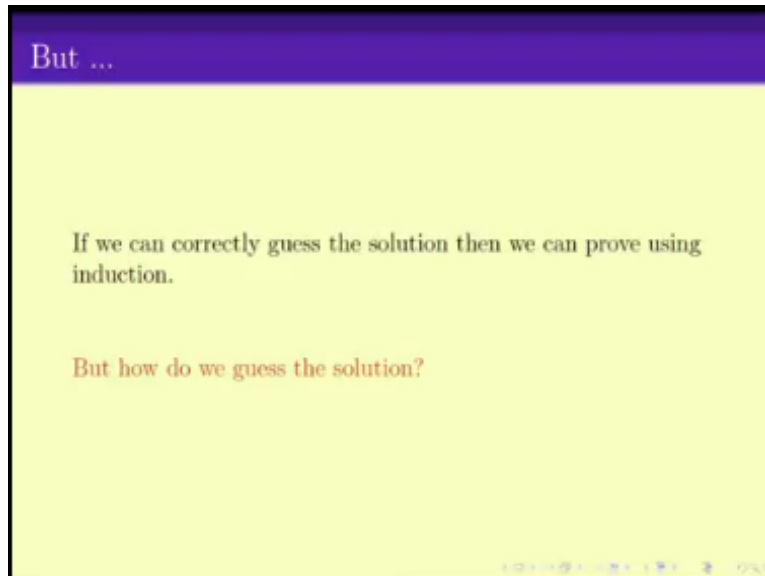 But ...
If we can correctly guess the solution then we can prove using
induction.
But how do we guess the solution?